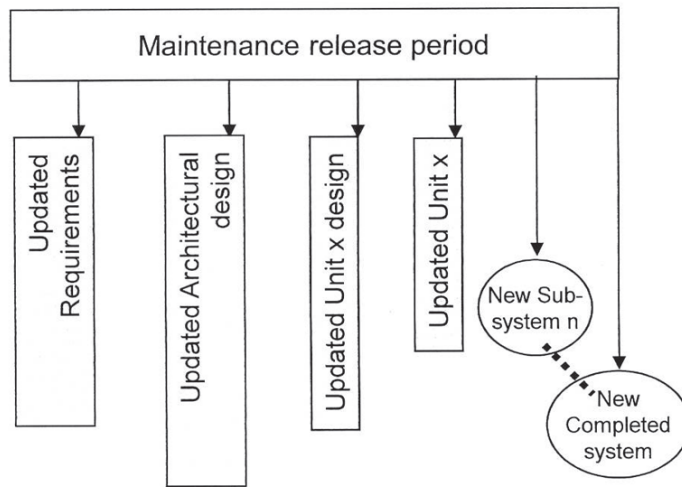 Maintenance release period
Updated
Requirements
Updated Architectural
design
Updated Unit x design
Updated Unit x
New Sub-
system n
New
Completed
system